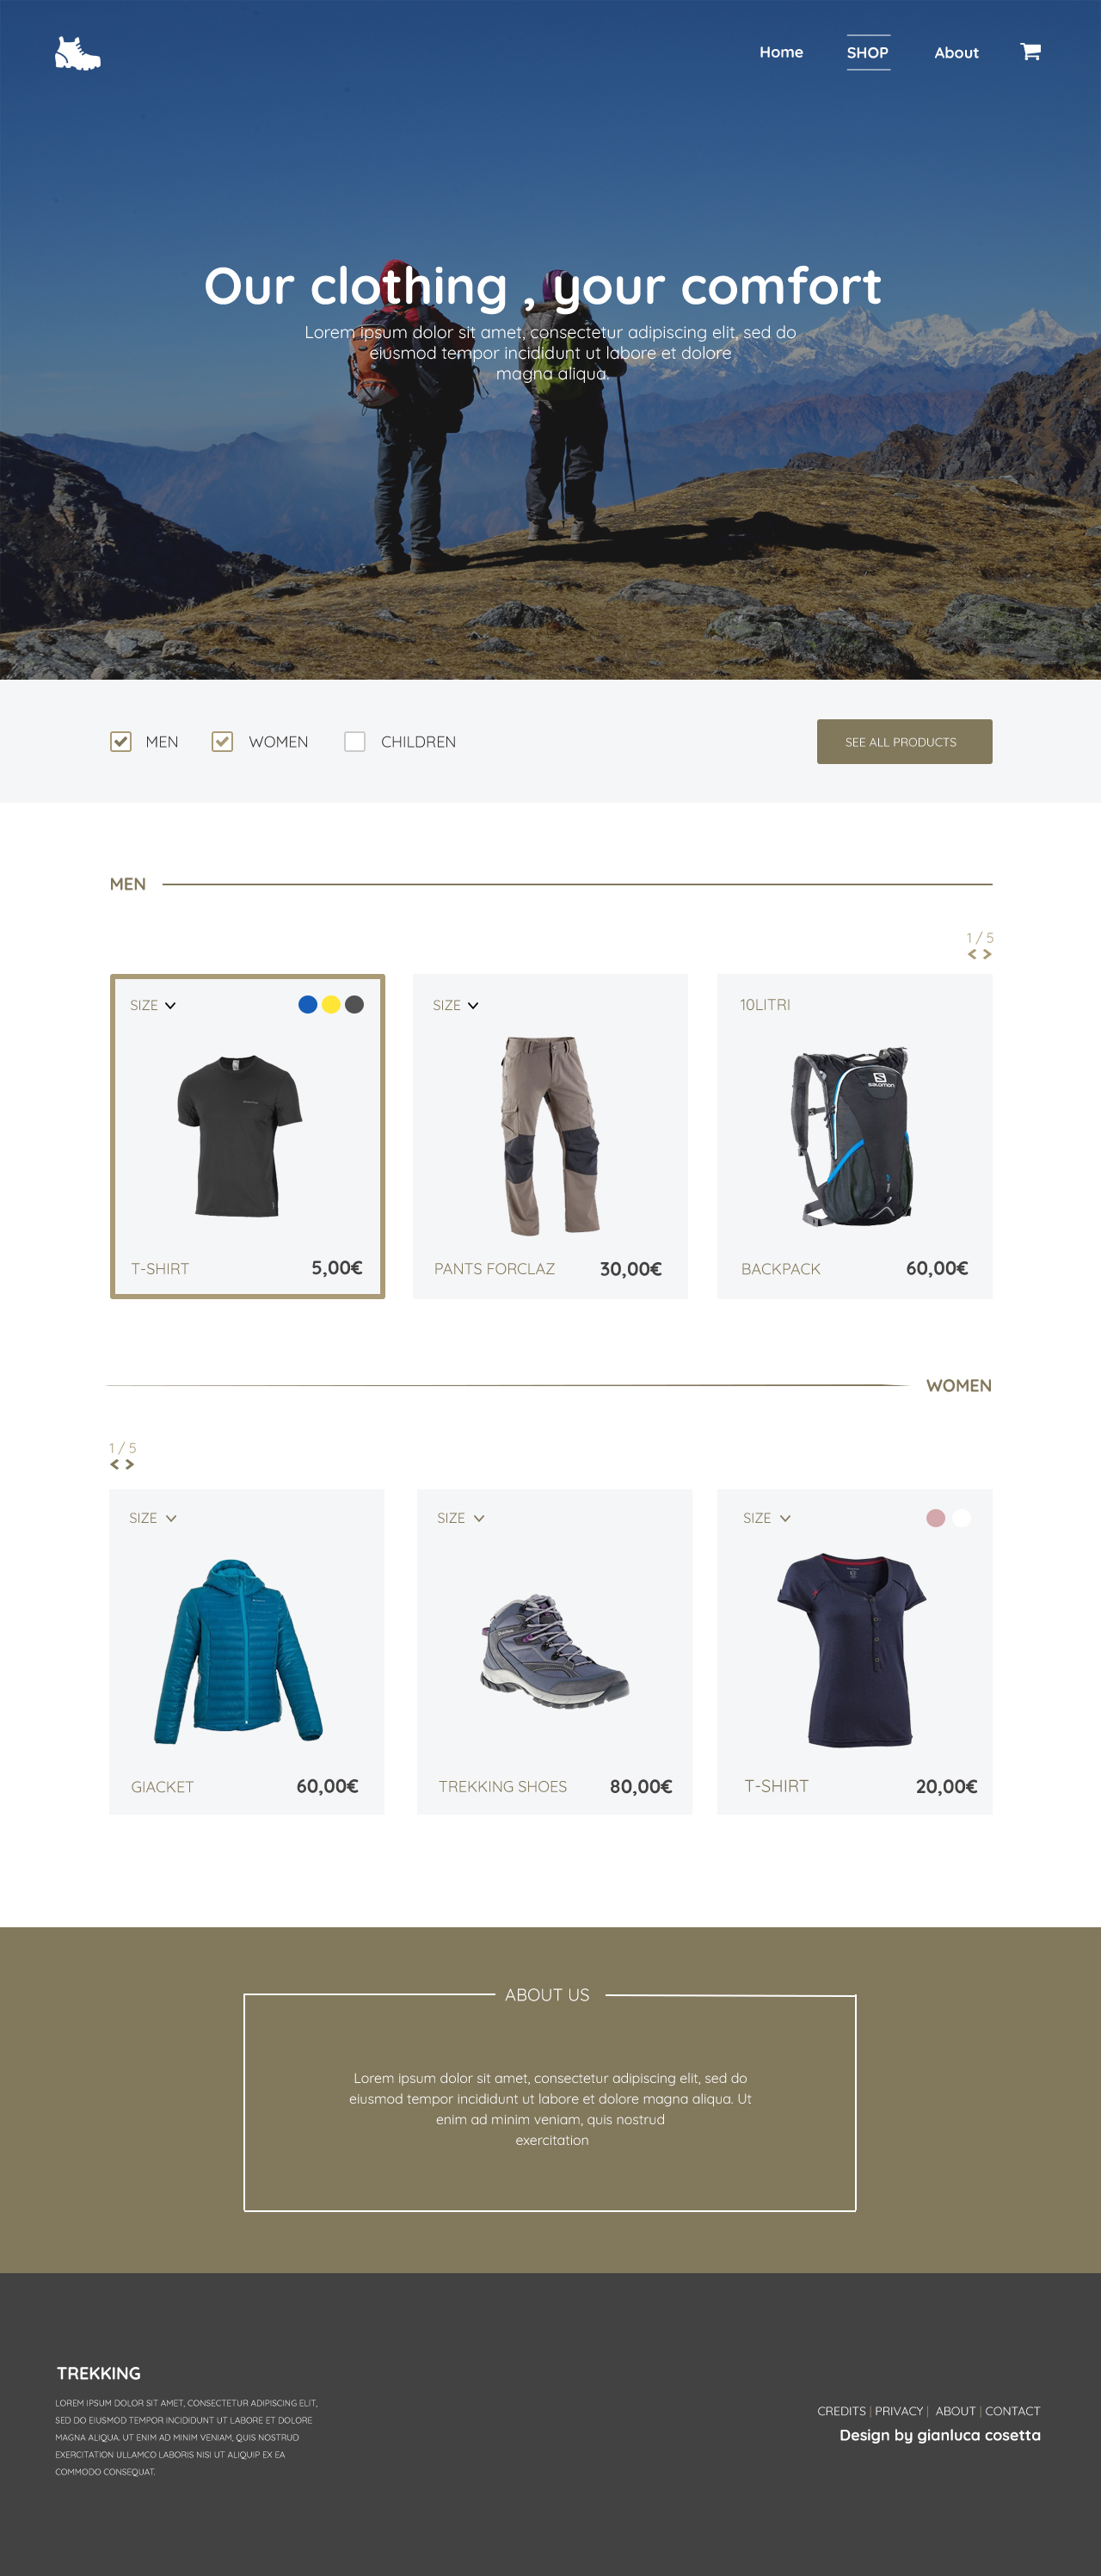 Home SHOP About
Our clothing , your comfort
Lorem ipsum dolor sit amet, consectetur adipiscing elit, sed do
eiusmod tempor incididunt ut labore et dolore
magna aliqua.
MEN WOMEN CHILDREN SEE ALL PRODUCTS
MEN
1 / 5
< >
SIZE SIZE 10LITRI
salomon
T-SHIRT 5,00€ PANTS FORCLAZ 30,00€ BACKPACK 60,00€
WOMEN
1 / 5
< >
SIZE SIZE SIZE
GIACKET 60,00€ TREKKING SHOES 80,00€ T-SHIRT 20,00€
ABOUT US
Lorem ipsum dolor sit amet, consectetur adipiscing elit, sed do
eiusmod tempor incididunt ut labore et dolore magna aliqua. Ut
enim ad minim veniam, quis nostrud
exercitation
TREKKING
LOREM IPSUM DOLOR SIT AMET, CONSECTETUR ADIPISCING ELIT,
SED DO EIUSMOD TEMPOR INCIDIDUNT UT LABORE ET DOLORE
MAGNA ALIQUA. UT ENIM AD MINIM VENIAM, QUIS NOSTRUD
EXERCITATION ULLAMCO LABORIS NISI UT ALIQUIP EX EA
COMMODO CONSEQUAT.
CREDITS | PRIVACY | ABOUT | CONTACT
Design by gianluca cosetta